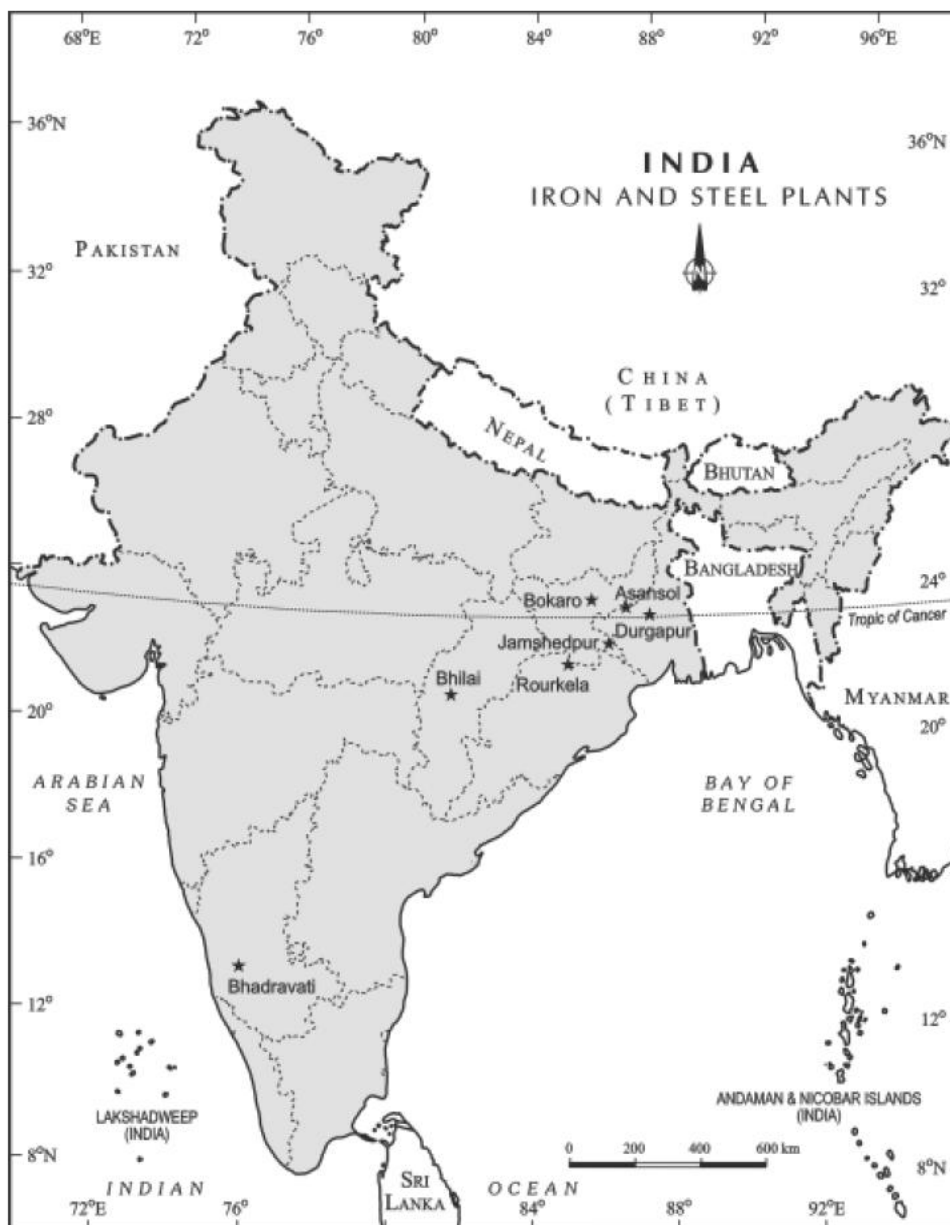 68°E 72° 76° 80° 84° 88° 92° 96°E
36°N 36°N
INDIA
IRON AND STEEL PLANTS
N
PAKISTAN
32° 32°
CHINA
(TIBET)
28°
NEPAL
BHUTAN
BANGLADESH
24°
Tropic of Cancer
Asansol
Bokaro
Durgapur
Jamshedpur
Bhilai
Rourkela
MYANMAR
20° 20°
ARABIAN
SEA
BAY OF
BENGAL
16°
Bhadravati
12° 12°
LAKSHADWEEP
(INDIA)
ANDAMAN & NICOBAR ISLANDS
(INDIA)
0 200 400 600 km
8°N 8°N
SRI
LANKA
INDIAN OCEAN
72°E 76° 84° 88° 92°E